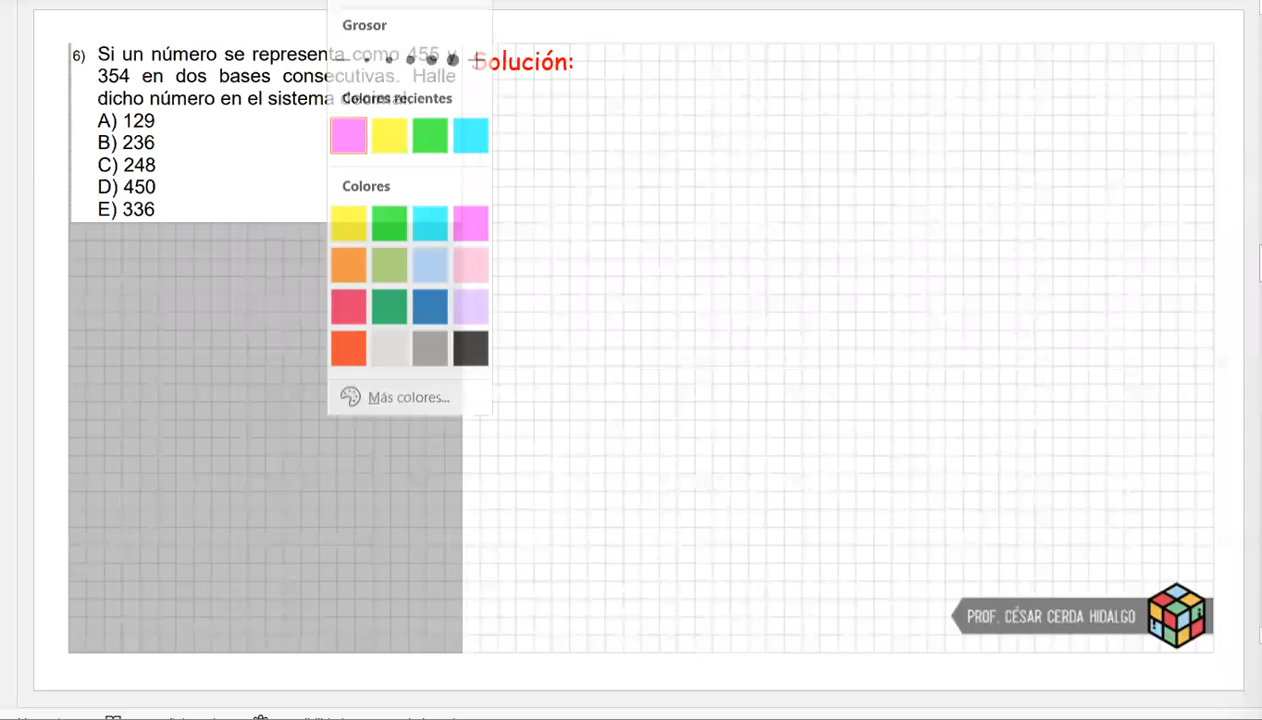 Grosor
6) Si un número se representa como 455 y
354 en dos bases consecutivas. Halle
dicho número en el sistema decimal.
A) 129
B) 236
C) 248
D) 450
E) 336
Solución:
Colores recientes
Colores
Más colores...
PROF. CÉSAR CERDA HIDALGO